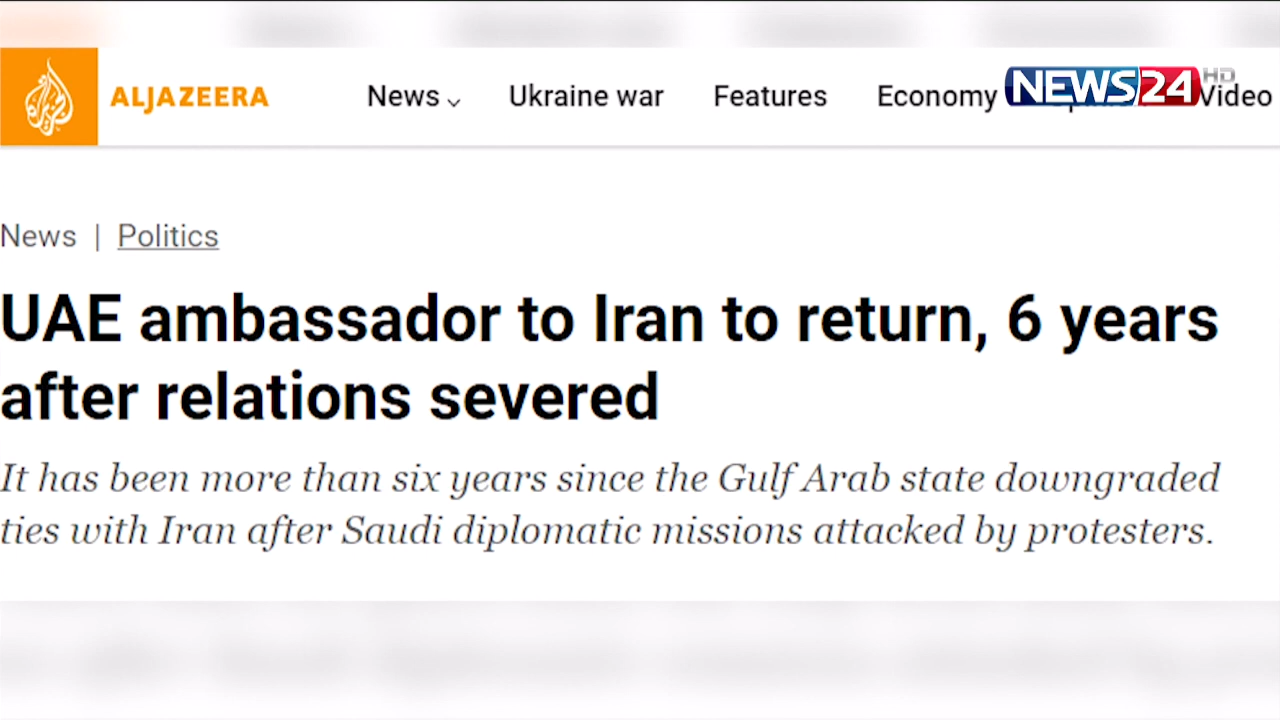 ALJAZEERA
News
Ukraine war
Features
Economy
NEWS24 HD
Video
News | Politics
UAE ambassador to Iran to return, 6 years
after relations severed
It has been more than six years since the Gulf Arab state downgraded
ties with Iran after Saudi diplomatic missions attacked by protesters.